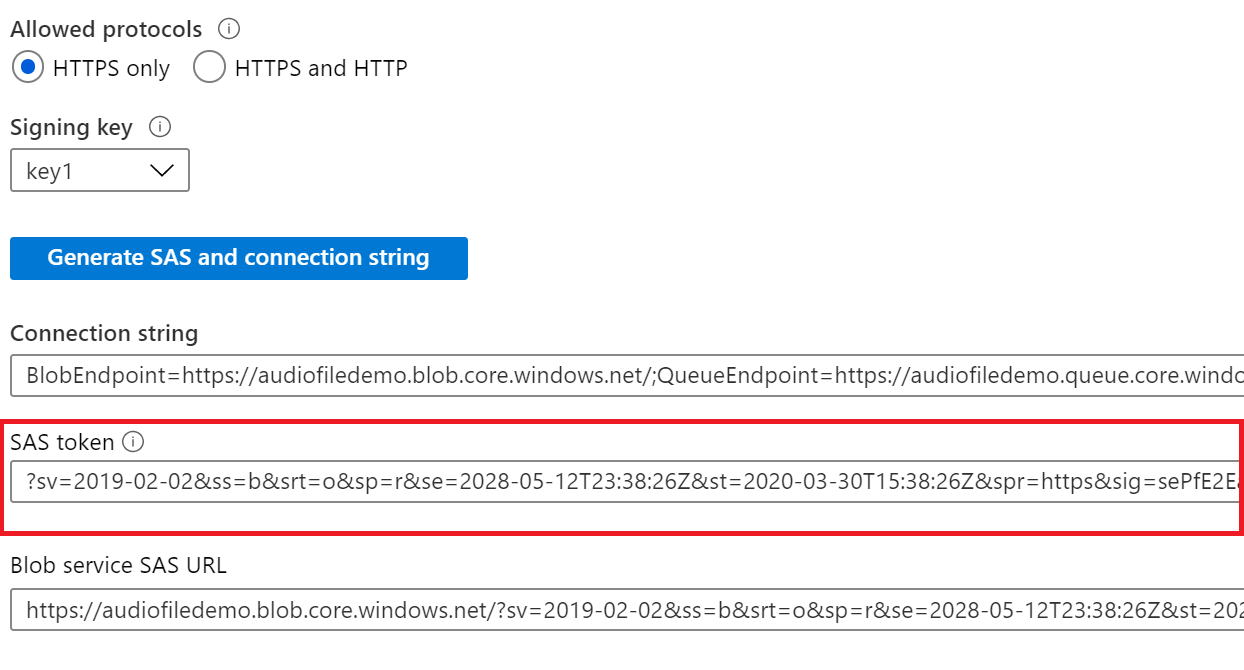 Allowed protocols
HTTPS only HTTPS and HTTP
Signing key
key1
Generate SAS and connection string
Connection string
BlobEndpoint=https://audiofiledemo.blob.core.windows.net/;QueueEndpoint=https://audiofiledemo.queue.core.windo
SAS token
?sv=2019-02-02&ss=b&srt=o&sp=r&se=2028-05-12T23:38:26Z&st=2020-03-30T15:38:26Z&spr=https&sig=sePfE2Ea
Blob service SAS URL
https://audiofiledemo.blob.core.windows.net/?sv=2019-02-02&ss=b&srt=o&sp=r&se=2028-05-12T23:38:26Z&st=202